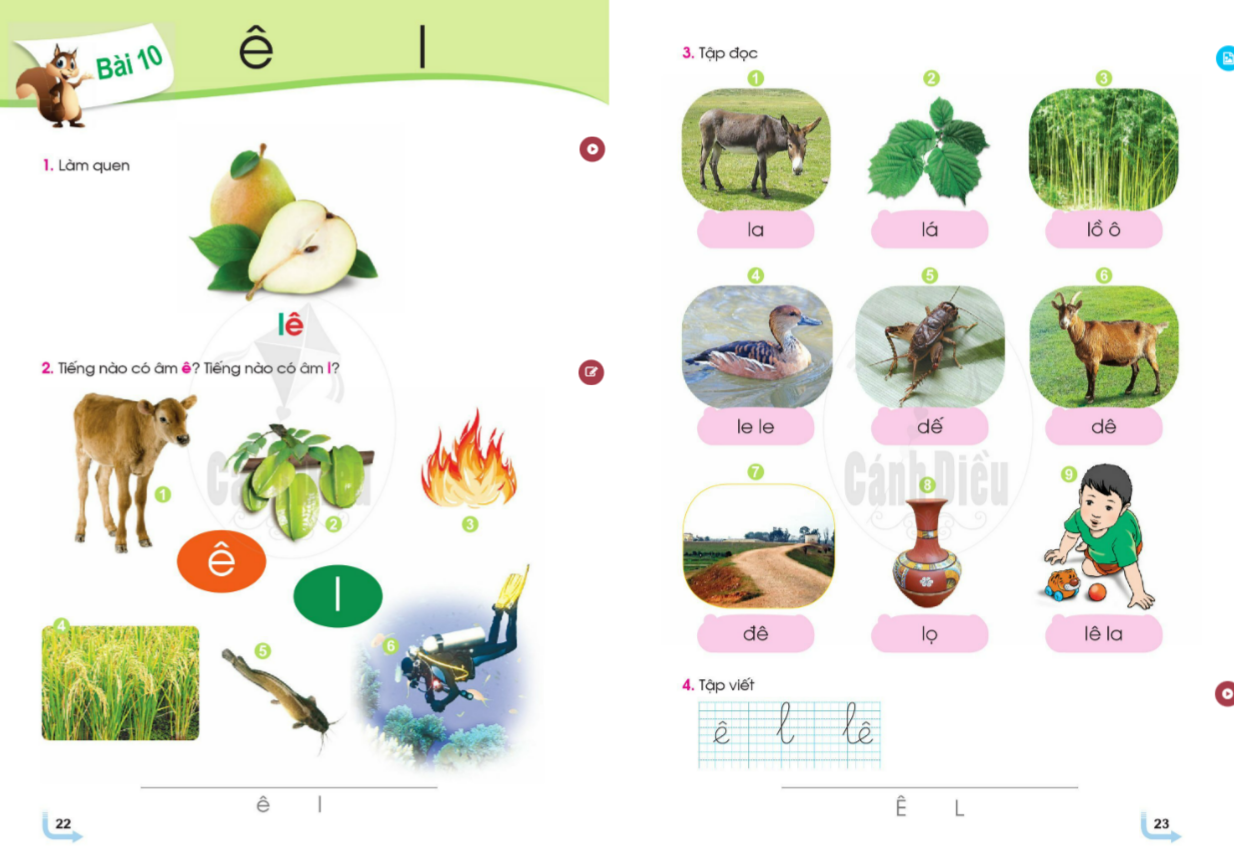 Bài 10
ê l
1. Làm quen
lê
2. Tiếng nào có âm ê? Tiếng nào có âm l?
1
2
3
ê
l
4
5
6
ê l
22
3. Tập đọc
1 2 3
la lá lồ ô
4 5 6
le le dế dê
7 8 9
đê lọ lê la
4. Tập viết
ê l lê
Ê L
23
Cánh Diều
Cánh Diều